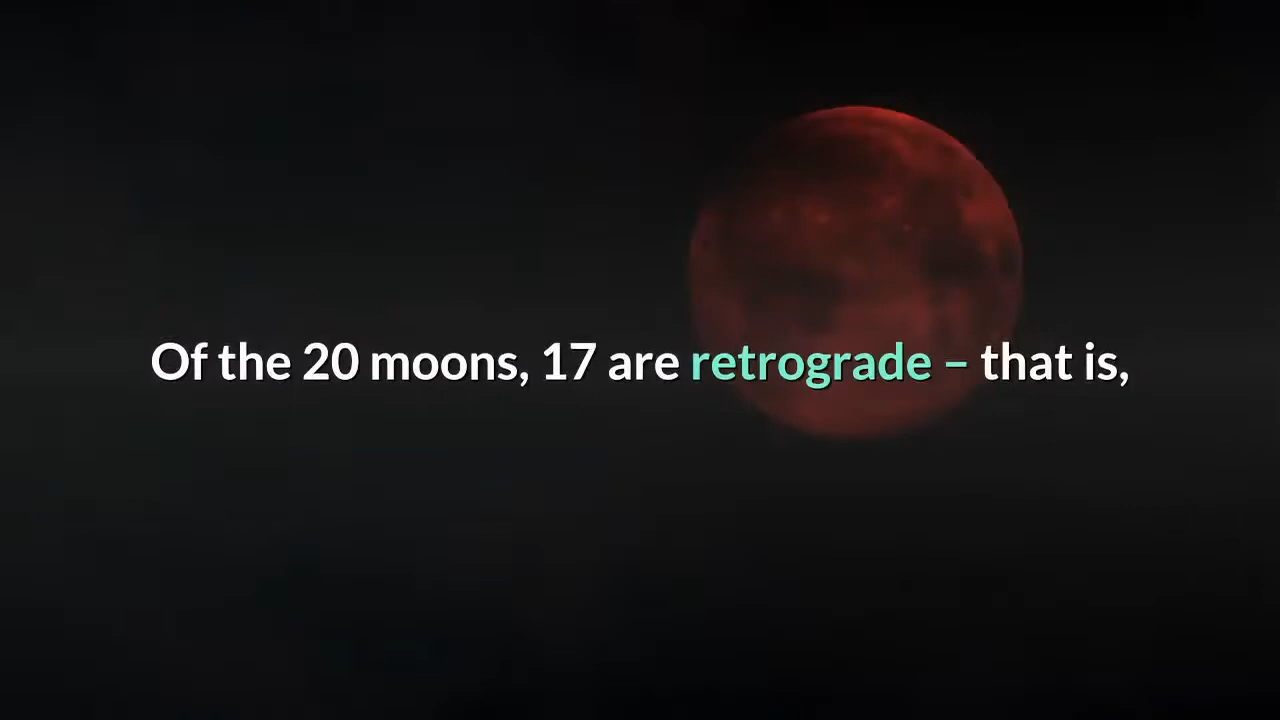 Of the 20 moons, 17 are retrograde – that is,